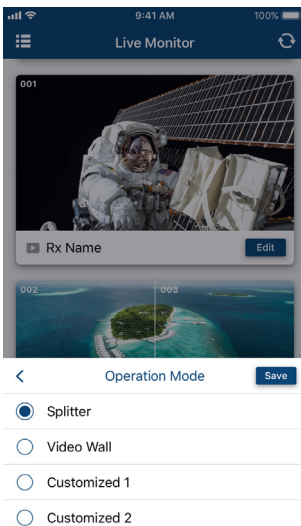 9:41 AM
100%
Live Monitor
001
Rx Name
Edit
002
003
Operation Mode
Save
Splitter
Video Wall
Customized 1
Customized 2